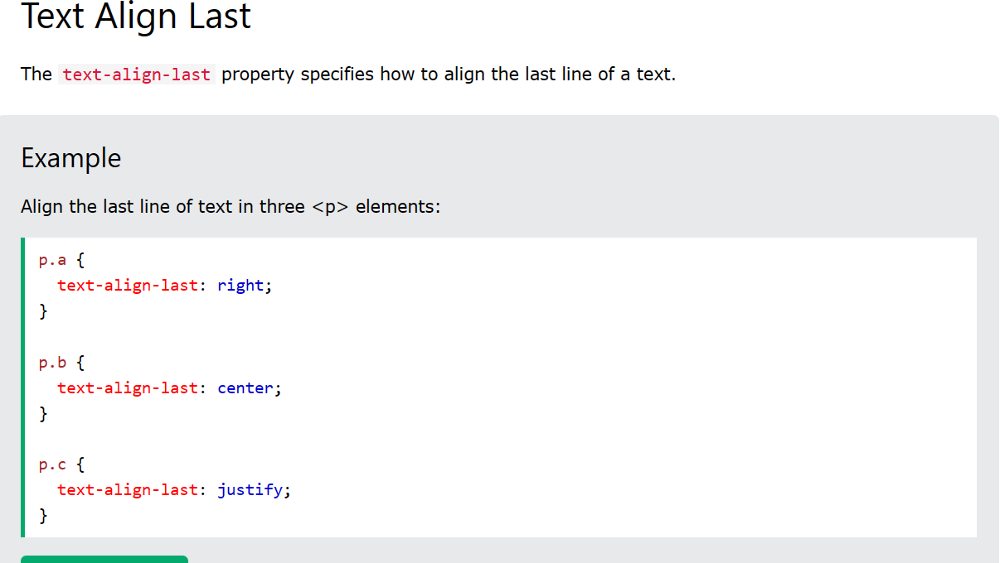 Text Align Last
The text-align-last property specifies how to align the last line of a text.
Example
Align the last line of text in three <p> elements:
p.a {
  text-align-last: right;
}
p.b {
  text-align-last: center;
}
p.c {
  text-align-last: justify;
}